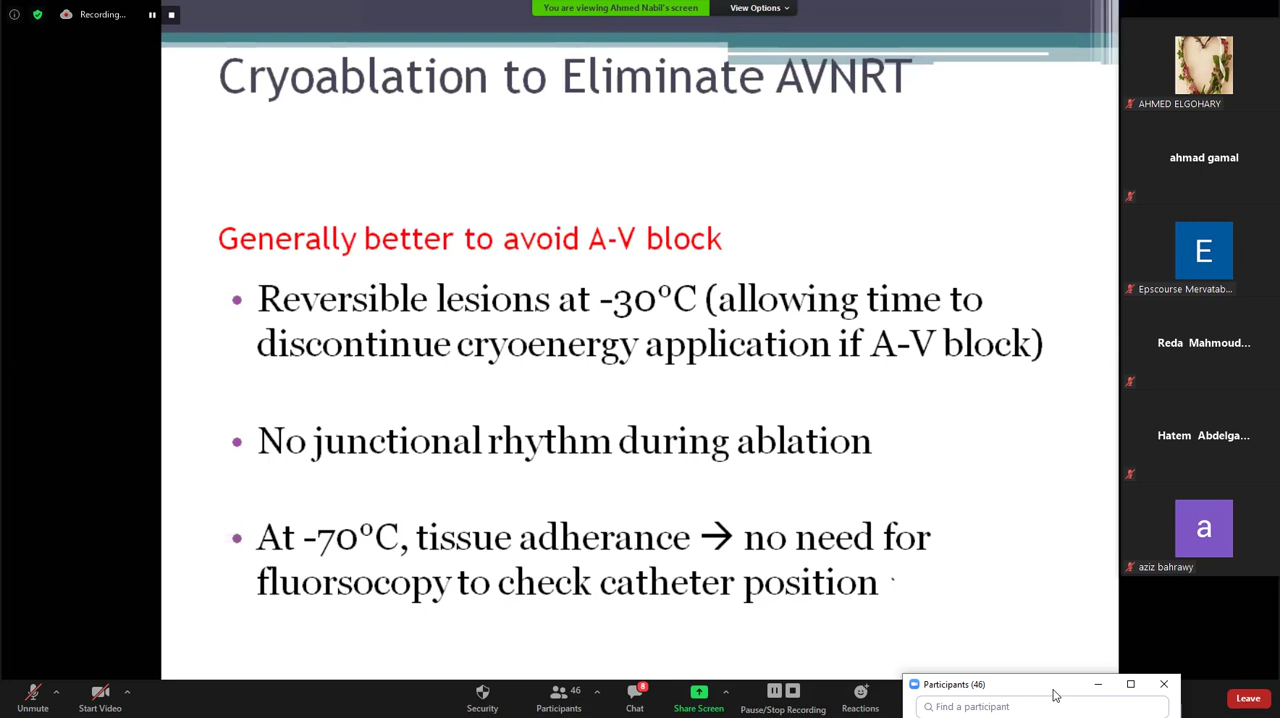 Recording...
You are viewing Ahmed Nabil's screen
View Options
Cryoablation to Eliminate AVNRT
Generally better to avoid A-V block
• Reversible lesions at -30°C (allowing time to
discontinue cryoenergy application if A-V block)
• No junctional rhythm during ablation
• At -70°C, tissue adherance → no need for
fluorsocopy to check catheter position
AHMED ELGOHARY
ahmad gamal
E
Epscourse Mervatab...
Reda Mahmoud...
Hatem Abdelga...
a
aziz bahrawy
Participants (46)
Find a participant
Unmute
Start Video
Security
46
Participants
8
Chat
Share Screen
Pause/Stop Recording
Reactions
Leave